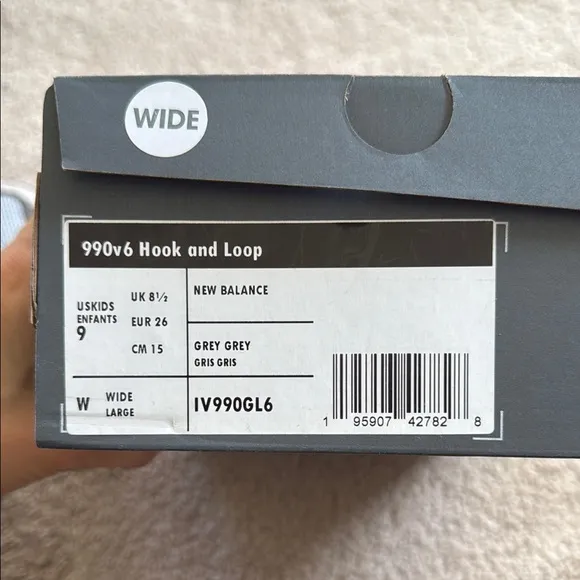 WIDE
990v6 Hook and Loop
USKIDS
ENFANTS
9
UK 8½
EUR 26
CM 15
NEW BALANCE
GREY GREY
GRIS GRIS
W
WIDE
LARGE
IV990GL6
1 95907 42782 8